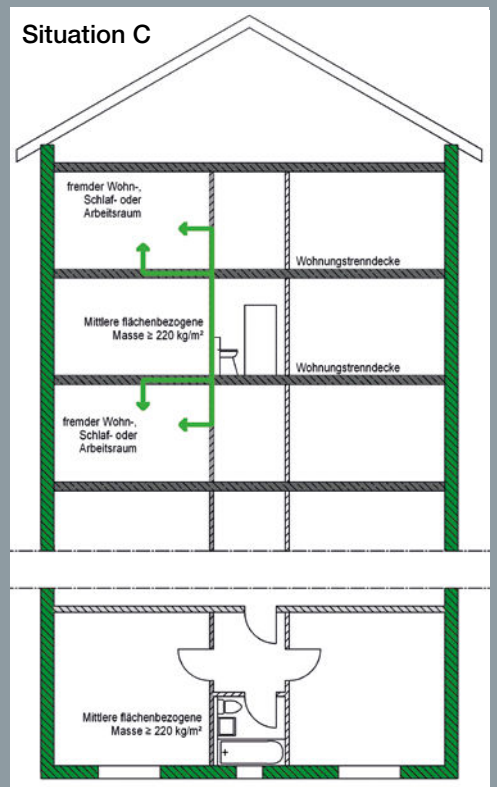 Situation C
fremder Wohn-,
Schlaf- oder
Arbeitsraum
Wohnungstrenndecke
Mittlere flächenbezogene
Masse ≥ 220 kg/m²
Wohnungstrenndecke
fremder Wohn-,
Schlaf- oder
Arbeitsraum
Mittlere flächenbezogene
Masse ≥ 220 kg/m²